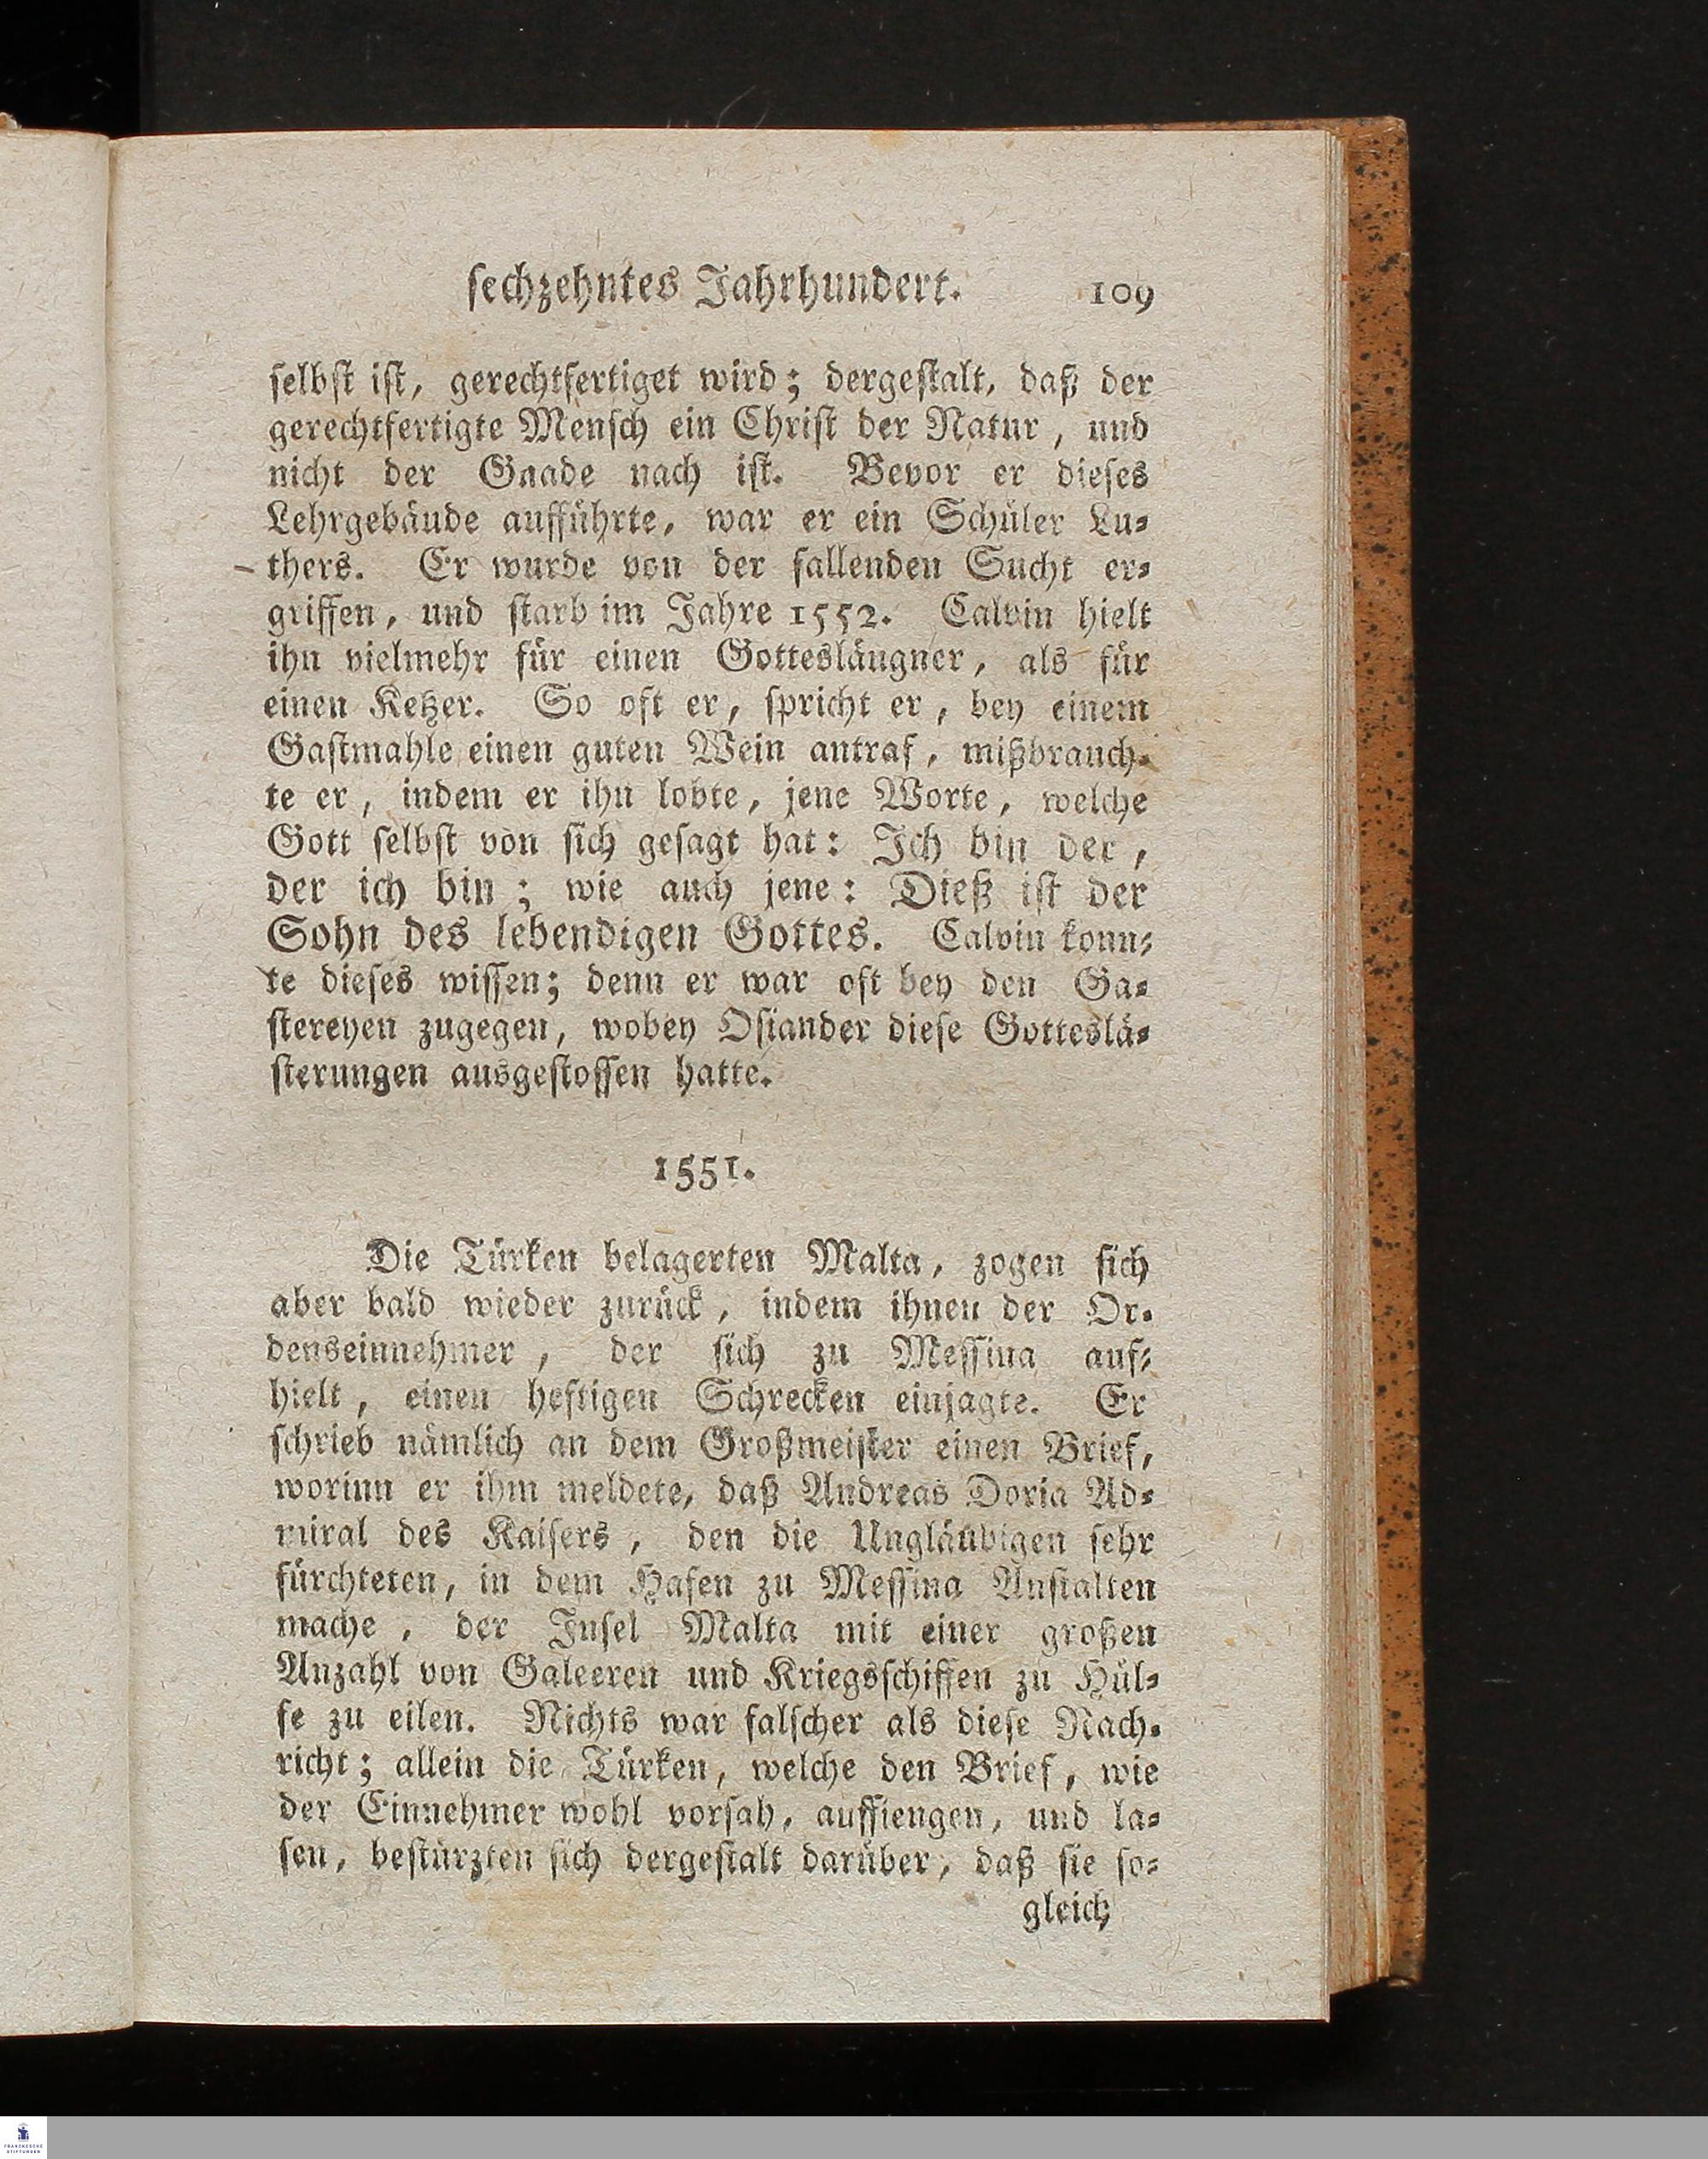 sechzehntes Jahrhundert. 109
selbst ist, gerechtfertiget wird; dergestalt, daß der
gerechtfertigte Mensch ein Christ der Natur, und
nicht der Gnade nach ist. Bevor er dieses
Lehrgebäude aufführte, war er ein Schüler Lu-
thers. Er wurde von der fallenden Sucht er-
griffen, und starb im Jahre 1552. Calvin hielt
ihn vielmehr für einen Gottesläugner, als für
einen Ketzer. So oft er, spricht er, bey einem
Gastmahle einen guten Wein antraf, mißbrauch-
te er, indem er ihn lobte, jene Worte, welche
Gott selbst von sich gesagt hat: Ich bin der,
der ich bin; wie auch jene: Dieß ist der
Sohn des lebendigen Gottes. Calvin konn-
te dieses wissen; denn er war oft bey den Ga-
stereyen zugegen, wobey Osiander diese Gotteslä-
sterungen ausgestossen hatte.
1551.
Die Türken belagerten Malta, zogen sich
aber bald wieder zurück, indem ihnen der Or-
denseinnehmer, der sich zu Messina auf-
hielt, einen heftigen Schrecken einjagte. Er
schrieb nämlich an dem Großmeister einen Brief,
worinn er ihm meldete, daß Andreas Doria Ad-
miral des Kaisers, den die Ungläubigen sehr
fürchteten, in dem Hafen zu Messina Anstalten
mache, der Insel Malta mit einer großen
Anzahl von Galeeren und Kriegsschiffen zu Hül-
fe zu eilen. Nichts war falscher als diese Nach-
richt; allein die Türken, welche den Brief, wie
der Einnehmer wohl vorsah, auffiengen, und la-
sen, bestürzten sich dergestalt darüber, daß sie so-
gleich
FRANCKESCHE
STIFTUNGEN